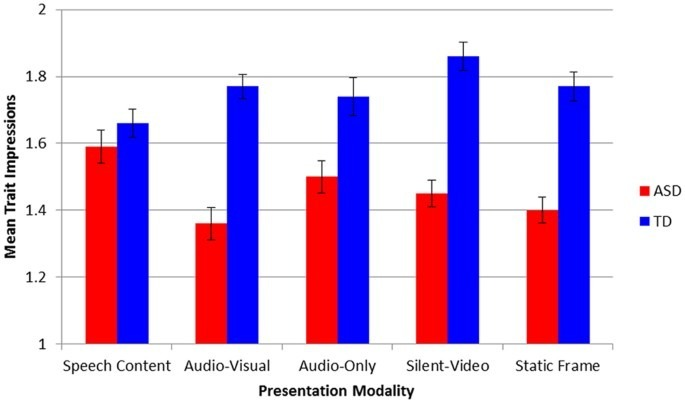 Mean Trait Impressions
2
1.8
1.6
1.4
1.2
1
Speech Content Audio-Visual Audio-Only Silent-Video Static Frame
Presentation Modality
ASD
TD